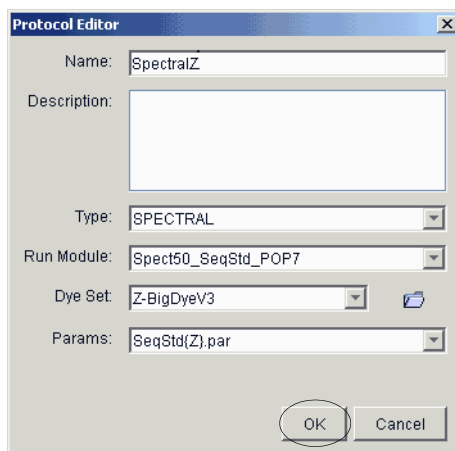 Protocol Editor
Name: SpectralZ
Description:
Type: SPECTRAL
Run Module: Spect50_SeqStd_POP7
Dye Set: Z-BigDyeV3
Params: SeqStd{Z}.par
OK Cancel